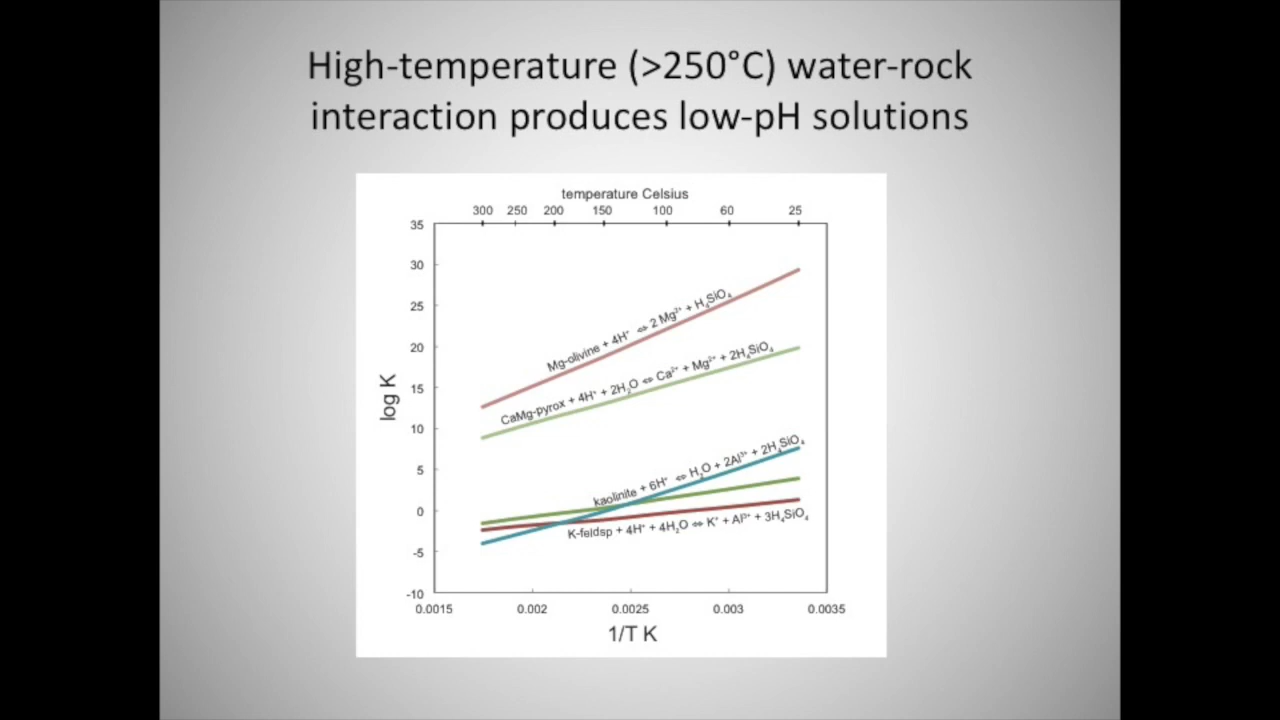 High-temperature (>250°C) water-rock
interaction produces low-pH solutions
temperature Celsius
300 250 200 150 100 60 25
35
30
25
20
15
10
5
0
-5
-10
log K
Mg-olivine + 4H⁺ ⇔ 2 Mg²⁺ + H₄SiO₄
CaMg-pyrox + 4H⁺ + 2H₂O ⇔ Ca²⁺ + Mg²⁺ + 2H₄SiO₄
kaolinite + 6H⁺ ⇔ H₂O + 2Al³⁺ + 2H₄SiO₄
K-feldsp + 4H⁺ + 4H₂O ⇔ K⁺ + Al³⁺ + 3H₄SiO₄
0.0015 0.002 0.0025 0.003 0.0035
1/T K